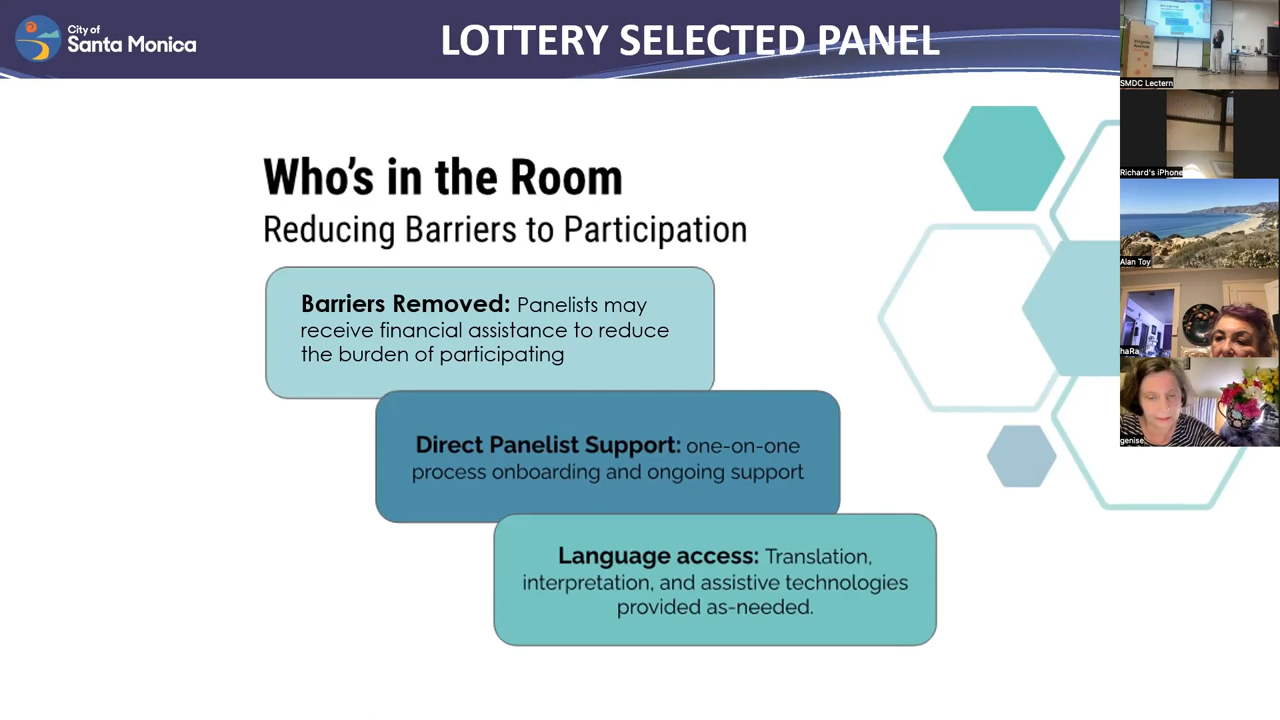 City of
Santa Monica
LOTTERY SELECTED PANEL
Who's in the Room
Reducing Barriers to Participation
Barriers Removed: Panelists may
receive financial assistance to reduce
the burden of participating
Direct Panelist Support: one-on-one
process onboarding and ongoing support
Language access: Translation,
interpretation, and assistive technologies
provided as-needed.
SMDC Lectern
Richard's iPhone
Alan Toy
haRa
genise